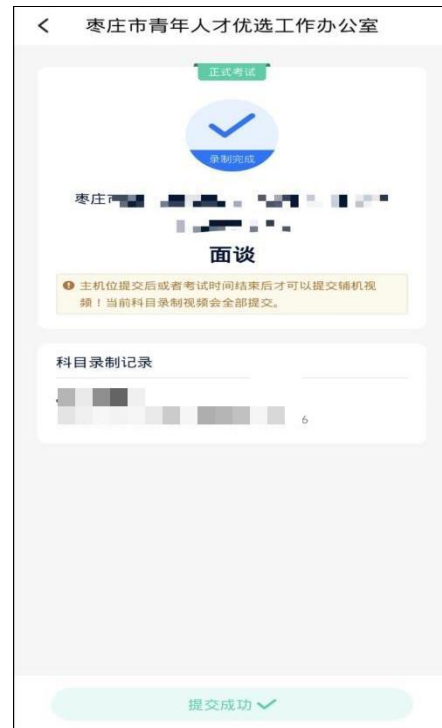 枣庄市青年人才优选工作办公室
正式考试
录制完成
枣庄
面谈
主机位提交后或者考试时间结束后才可以提交辅机视
频！当前科目录制视频会全部提交。
科目录制记录
6
提交成功